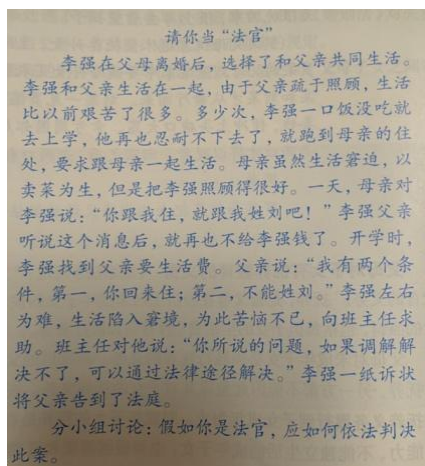 请你当“法官”
李强在父母离婚后，选择了和父亲共同生活。
李强和父亲生活在一起，由于父亲疏于照顾，生活
比以前艰苦了很多。多少次，李强一口饭没吃就
去上学，他再也忍耐不下去了，就跑到母亲的住
处，要求跟母亲一起生活。母亲虽然生活窘迫，以
卖菜为生，但是把李强照顾得很好。一天，母亲对
李强说：“你跟我住，就跟我姓刘吧！”李强父亲
听说这个消息后，就再也不给李强钱了。开学时，
李强找到父亲要生活费。父亲说：“我有两个条
件，第一，你回来住；第二，不能姓刘。”李强左右
为难，生活陷入窘境，为此苦恼不已，向班主任求
助。班主任对他说：“你所说的问题，如果调解解
决不了，可以通过法律途径解决。”李强一纸诉状
将父亲告到了法庭。
分小组讨论：假如你是法官，应如何依法判决
此案。